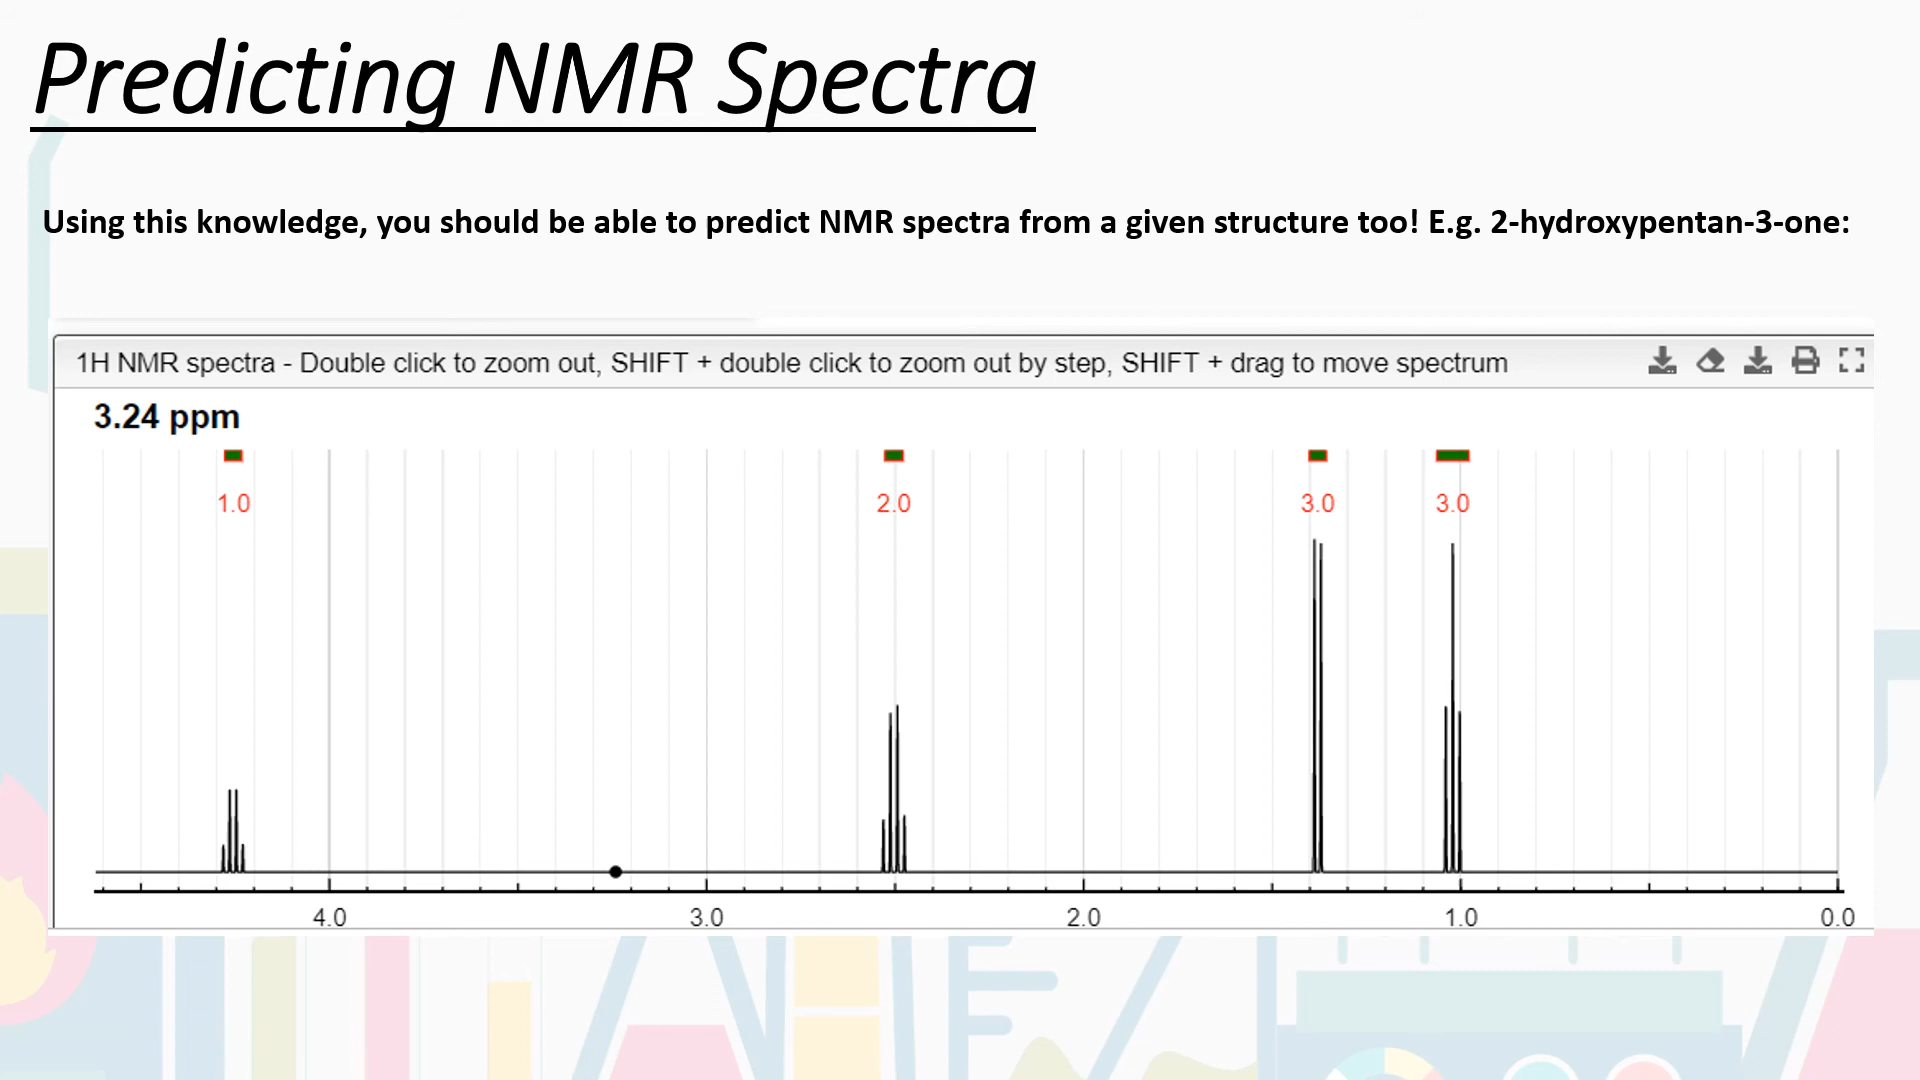 Predicting NMR Spectra
Using this knowledge, you should be able to predict NMR spectra from a given structure too! E.g. 2-hydroxypentan-3-one:
1H NMR spectra - Double click to zoom out, SHIFT + double click to zoom out by step, SHIFT + drag to move spectrum
3.24 ppm
1.0 2.0 3.0 3.0
4.0 3.0 2.0 1.0 0.0